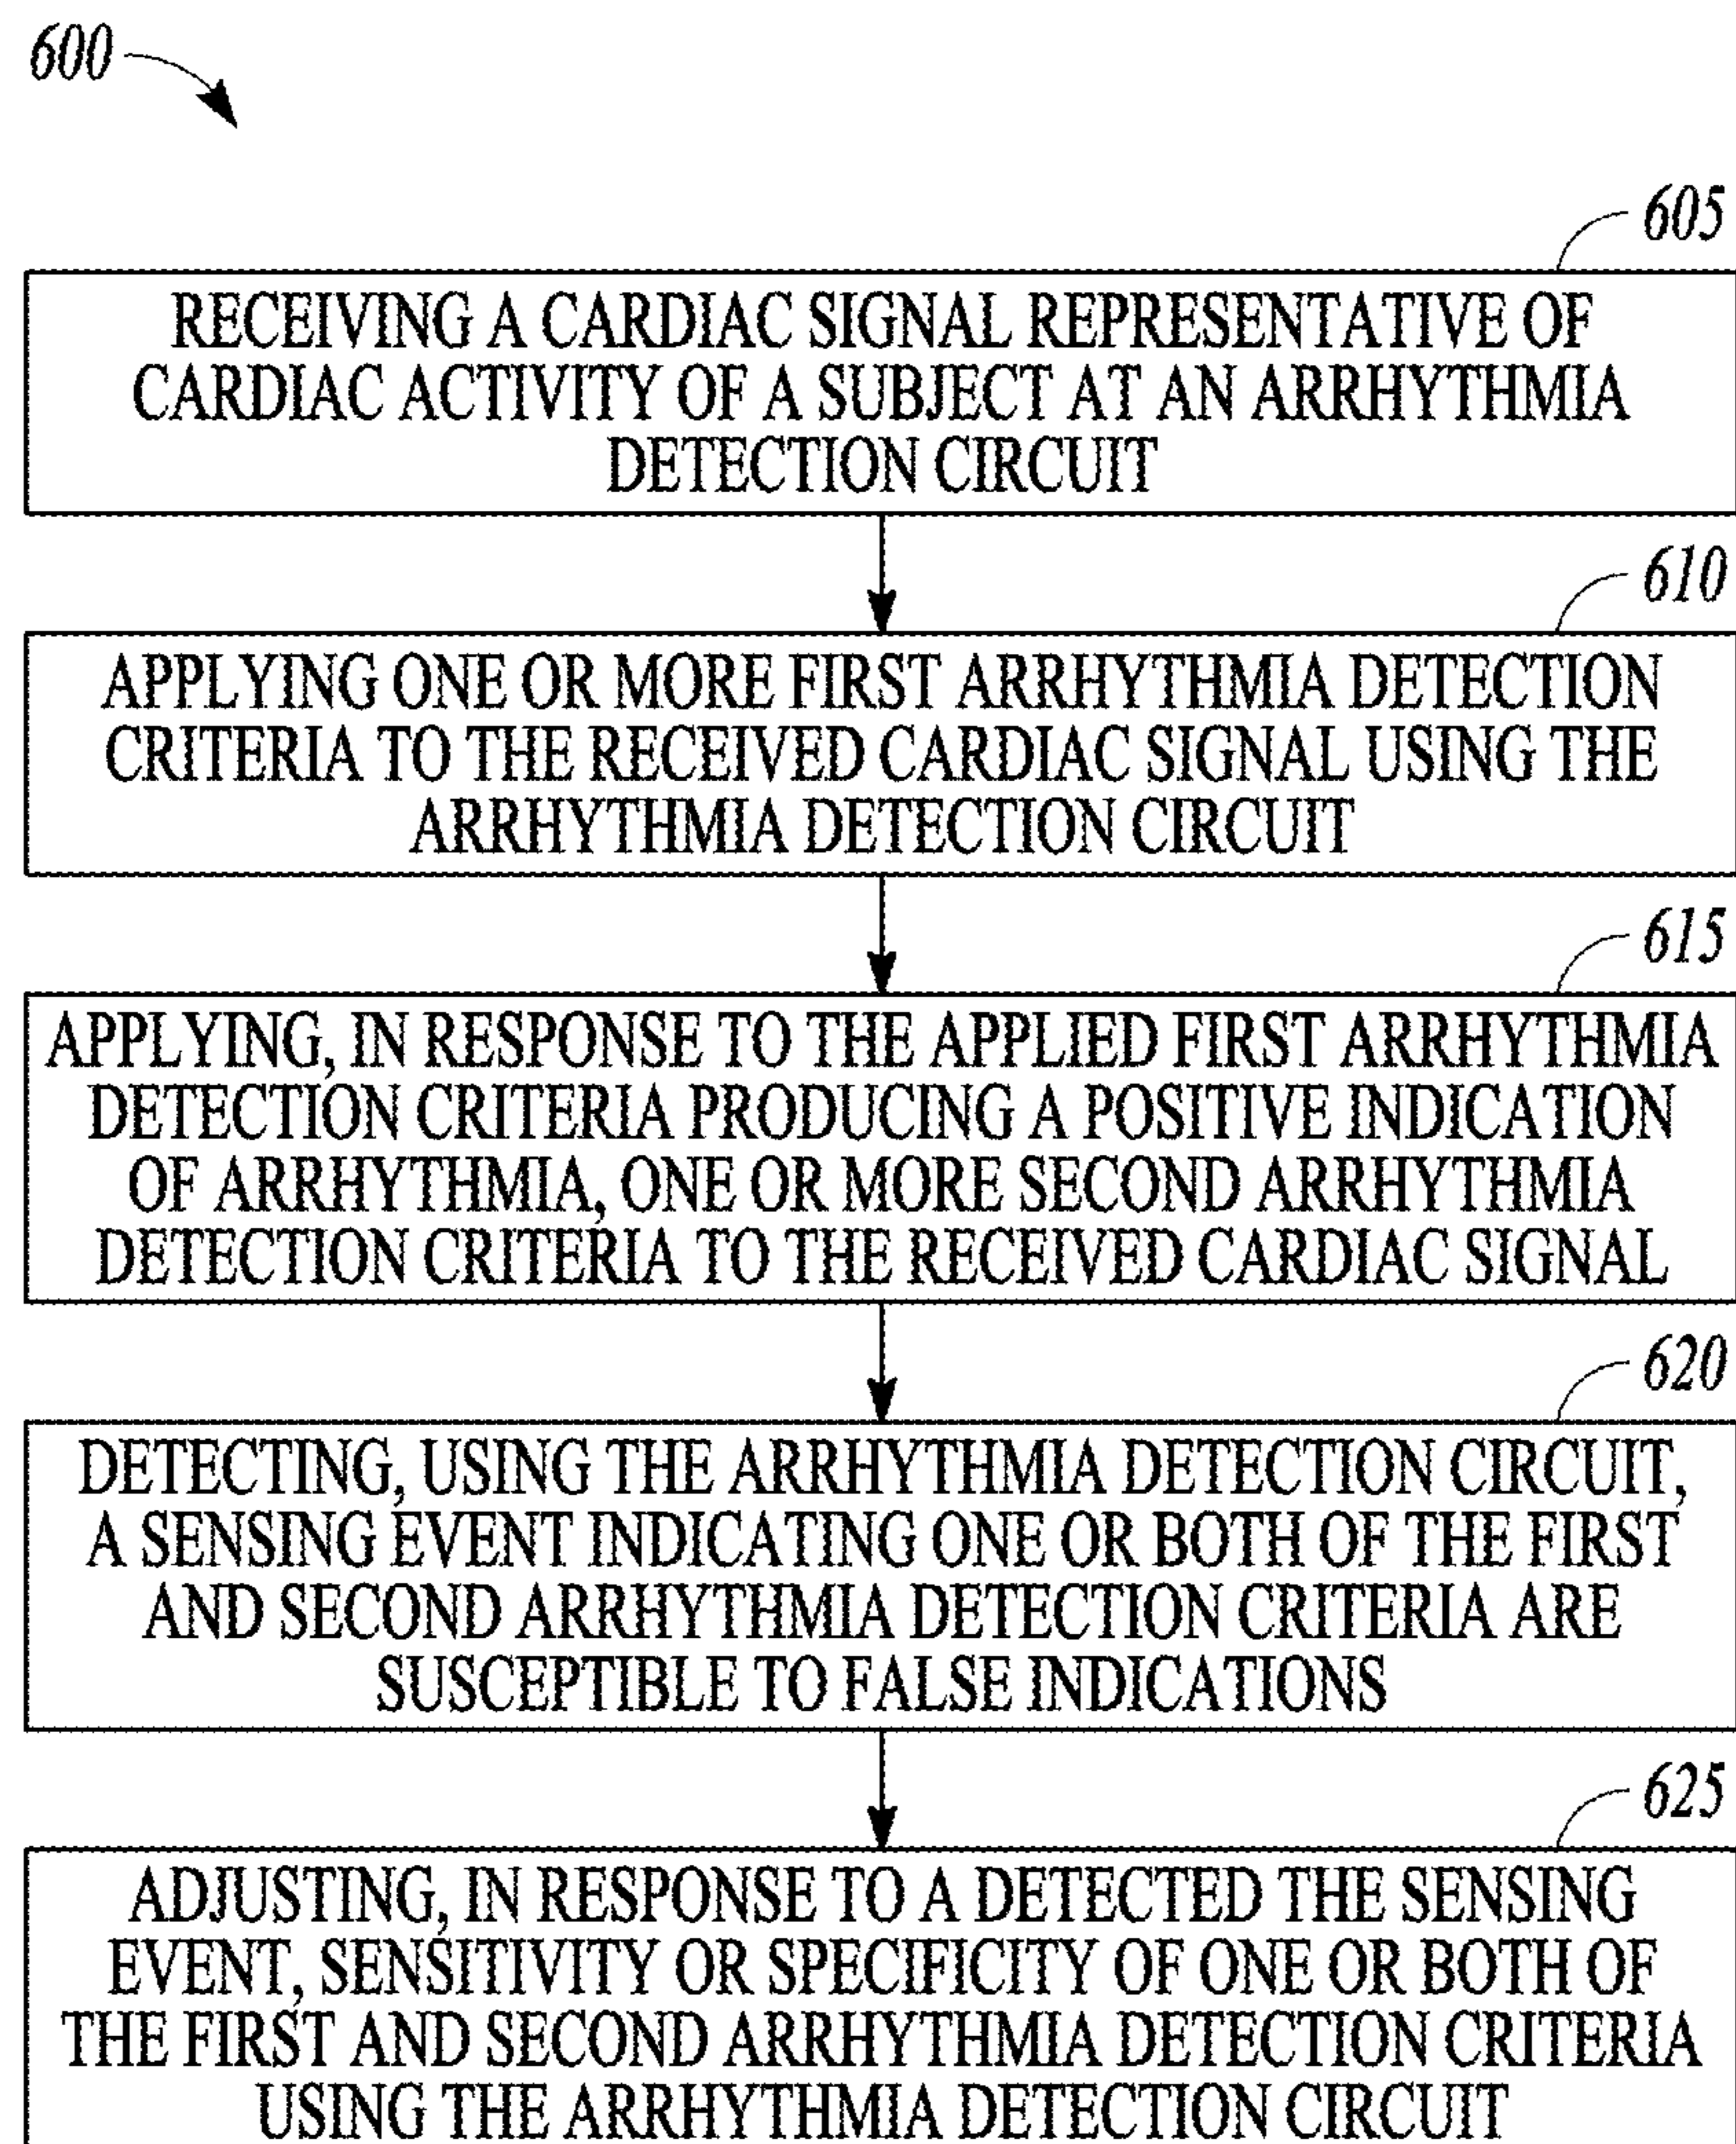 600
605
RECEIVING A CARDIAC SIGNAL REPRESENTATIVE OF
CARDIAC ACTIVITY OF A SUBJECT AT AN ARRHYTHMIA
DETECTION CIRCUIT
610
APPLYING ONE OR MORE FIRST ARRHYTHMIA DETECTION
CRITERIA TO THE RECEIVED CARDIAC SIGNAL USING THE
ARRHYTHMIA DETECTION CIRCUIT
615
APPLYING, IN RESPONSE TO THE APPLIED FIRST ARRHYTHMIA
DETECTION CRITERIA PRODUCING A POSITIVE INDICATION
OF ARRHYTHMIA, ONE OR MORE SECOND ARRHYTHMIA
DETECTION CRITERIA TO THE RECEIVED CARDIAC SIGNAL
620
DETECTING, USING THE ARRHYTHMIA DETECTION CIRCUIT,
A SENSING EVENT INDICATING ONE OR BOTH OF THE FIRST
AND SECOND ARRHYTHMIA DETECTION CRITERIA ARE
SUSCEPTIBLE TO FALSE INDICATIONS
625
ADJUSTING, IN RESPONSE TO A DETECTED THE SENSING
EVENT, SENSITIVITY OR SPECIFICITY OF ONE OR BOTH OF
THE FIRST AND SECOND ARRHYTHMIA DETECTION CRITERIA
USING THE ARRHYTHMIA DETECTION CIRCUIT